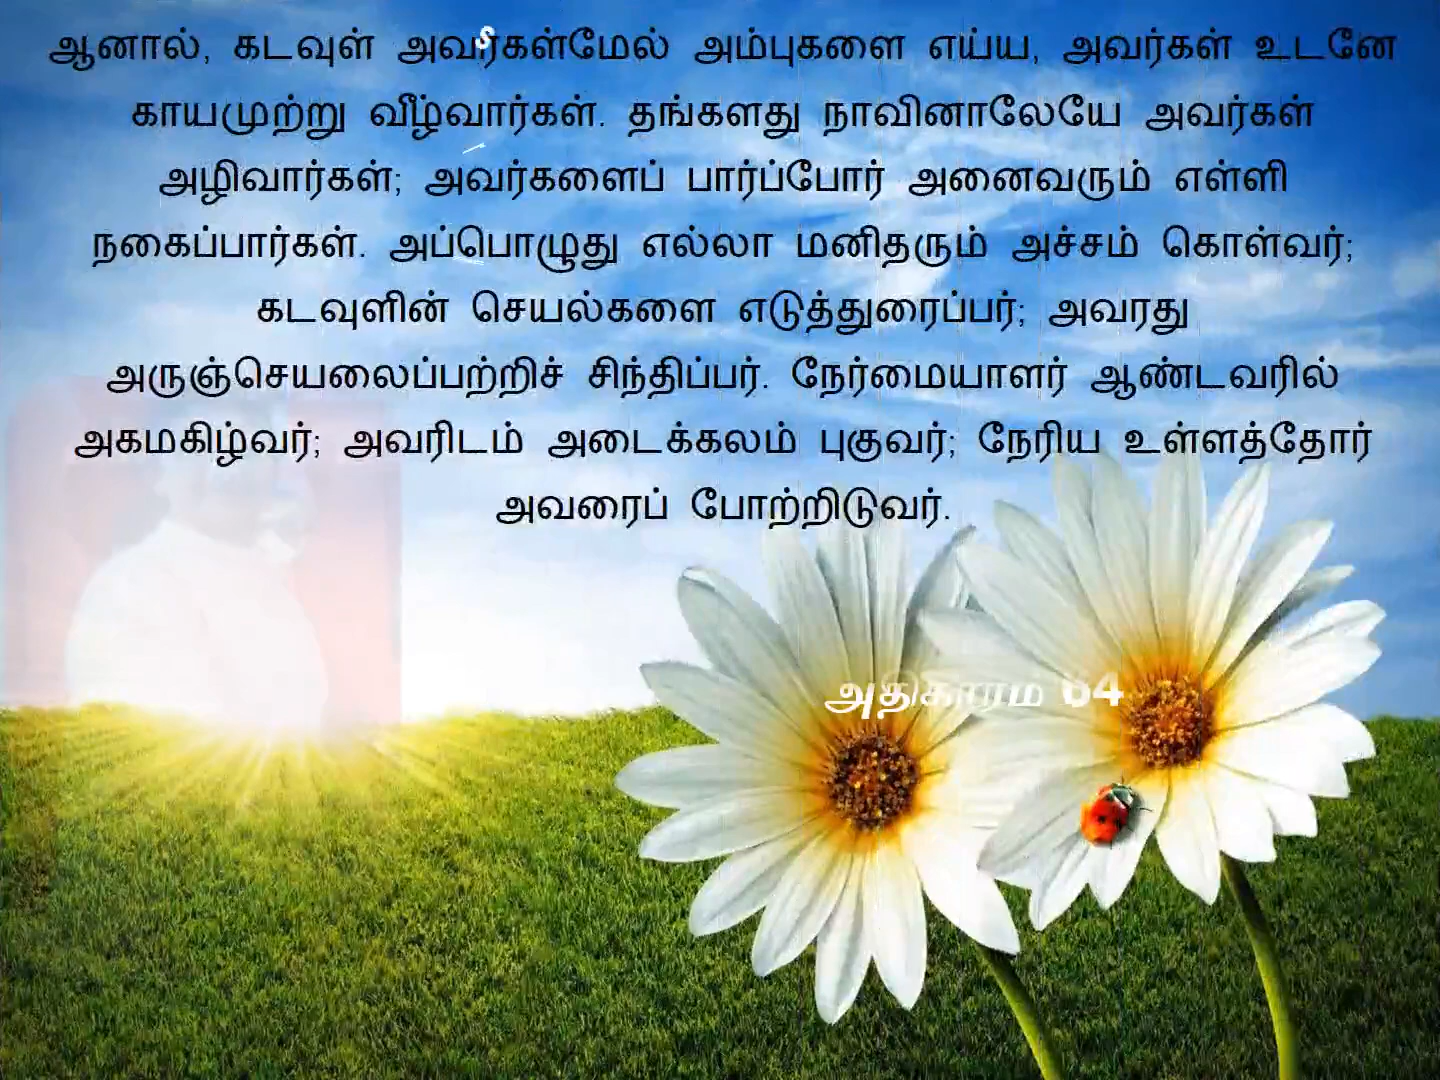 ஆனால், கடவுள் அவர்கள்மேல் அம்புகளை எய்ய, அவர்கள் உடனே
காயமுற்று வீழ்வார்கள். தங்களது நாவினாலேயே அவர்கள்
அழிவார்கள்; அவர்களைப் பார்ப்போர் அனைவரும் எள்ளி
நகைப்பார்கள். அப்பொழுது எல்லா மனிதரும் அச்சம் கொள்வர்;
கடவுளின் செயல்களை எடுத்துரைப்பர்; அவரது
அருஞ்செயலைப்பற்றிச் சிந்திப்பர். நேர்மையாளர் ஆண்டவரில்
அகமகிழ்வர்; அவரிடம் அடைக்கலம் புகுவர்; நேரிய உள்ளத்தோர்
அவரைப் போற்றிடுவர்.
அதிகாரம் 64